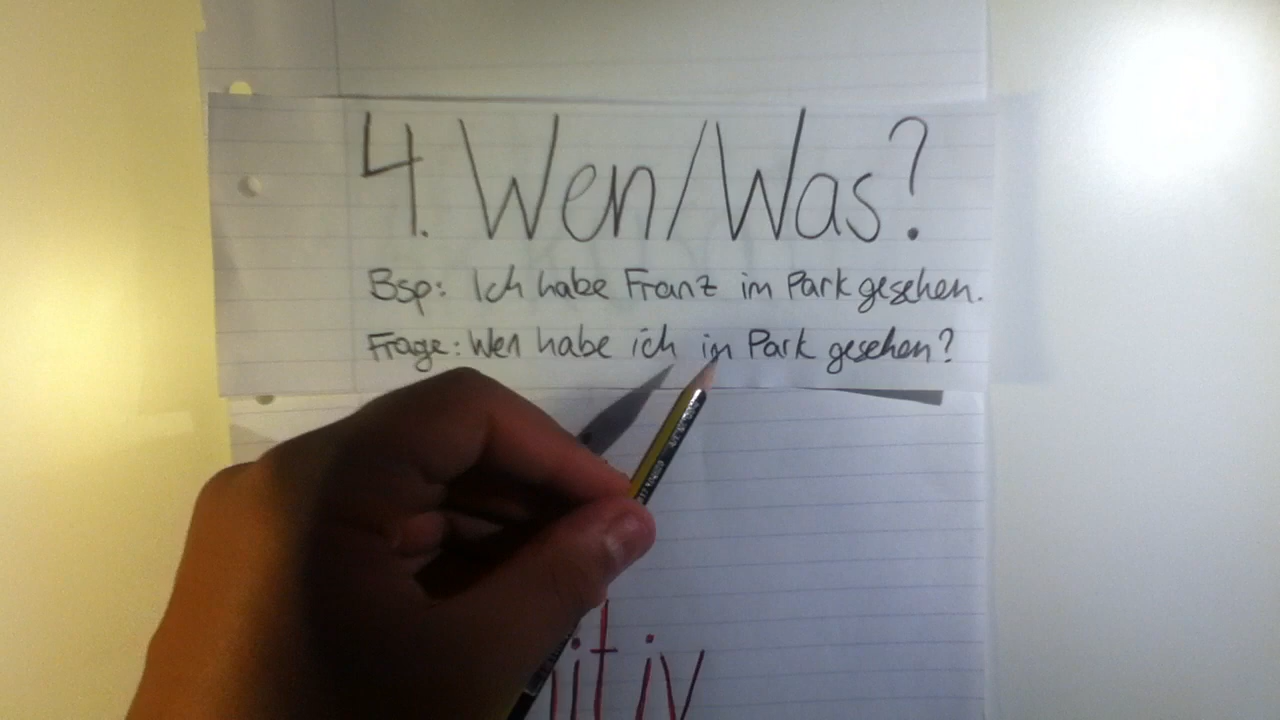 4. Wen/Was?
Bsp: Ich habe Franz im Park gesehen.
Frage: Wen habe ich im Park gesehen?